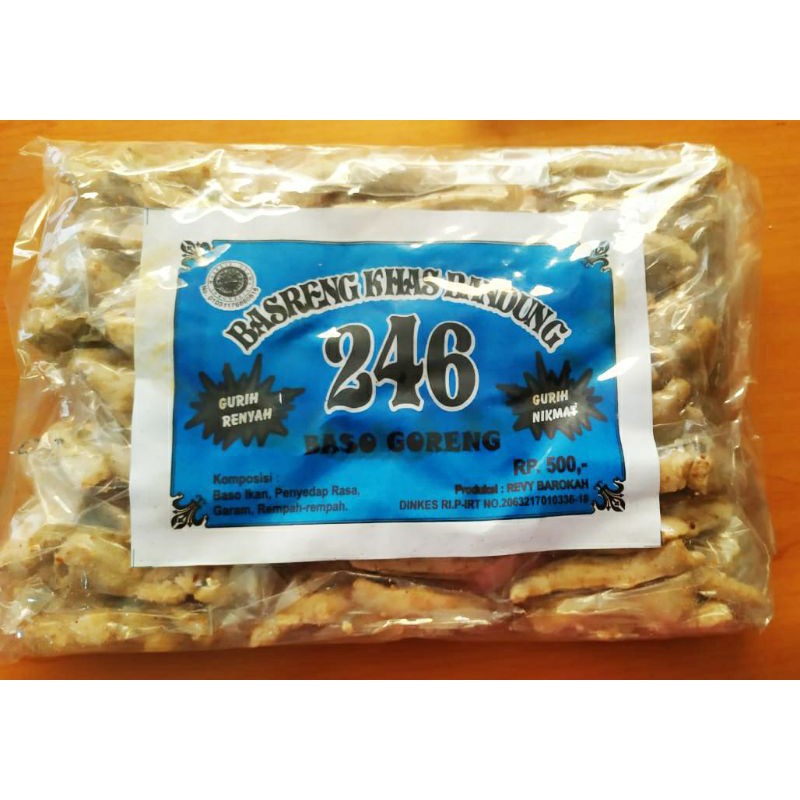 BASRENG KHAS BANDUNG
246
GURIH
RENYAH
GURIH
NIKMAT
BASO GORENG
RP. 500,-
Komposisi :
Baso Ikan, Penyedap Rasa,
Garam, Rempah-rempah.
Produksi : REVY BAROKAH
DINKES RI.P-IRT NO.2063217010336-18